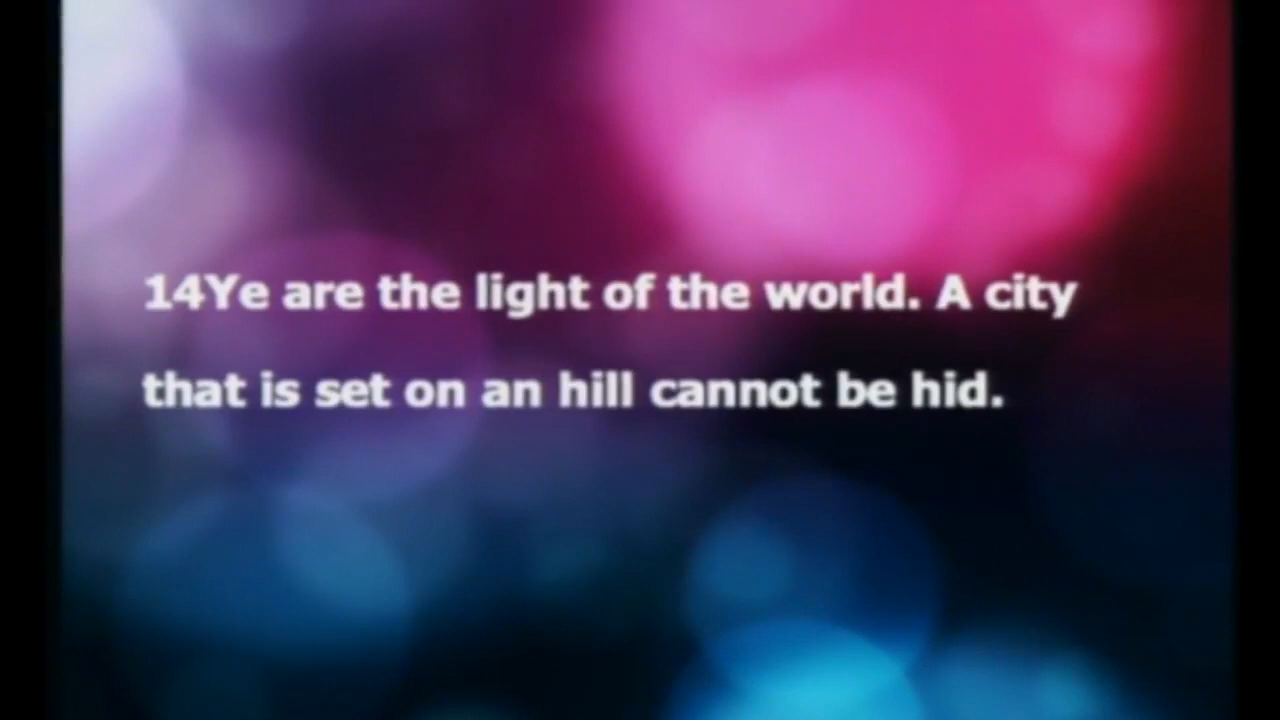 14Ye are the light of the world. A city
that is set on an hill cannot be hid.